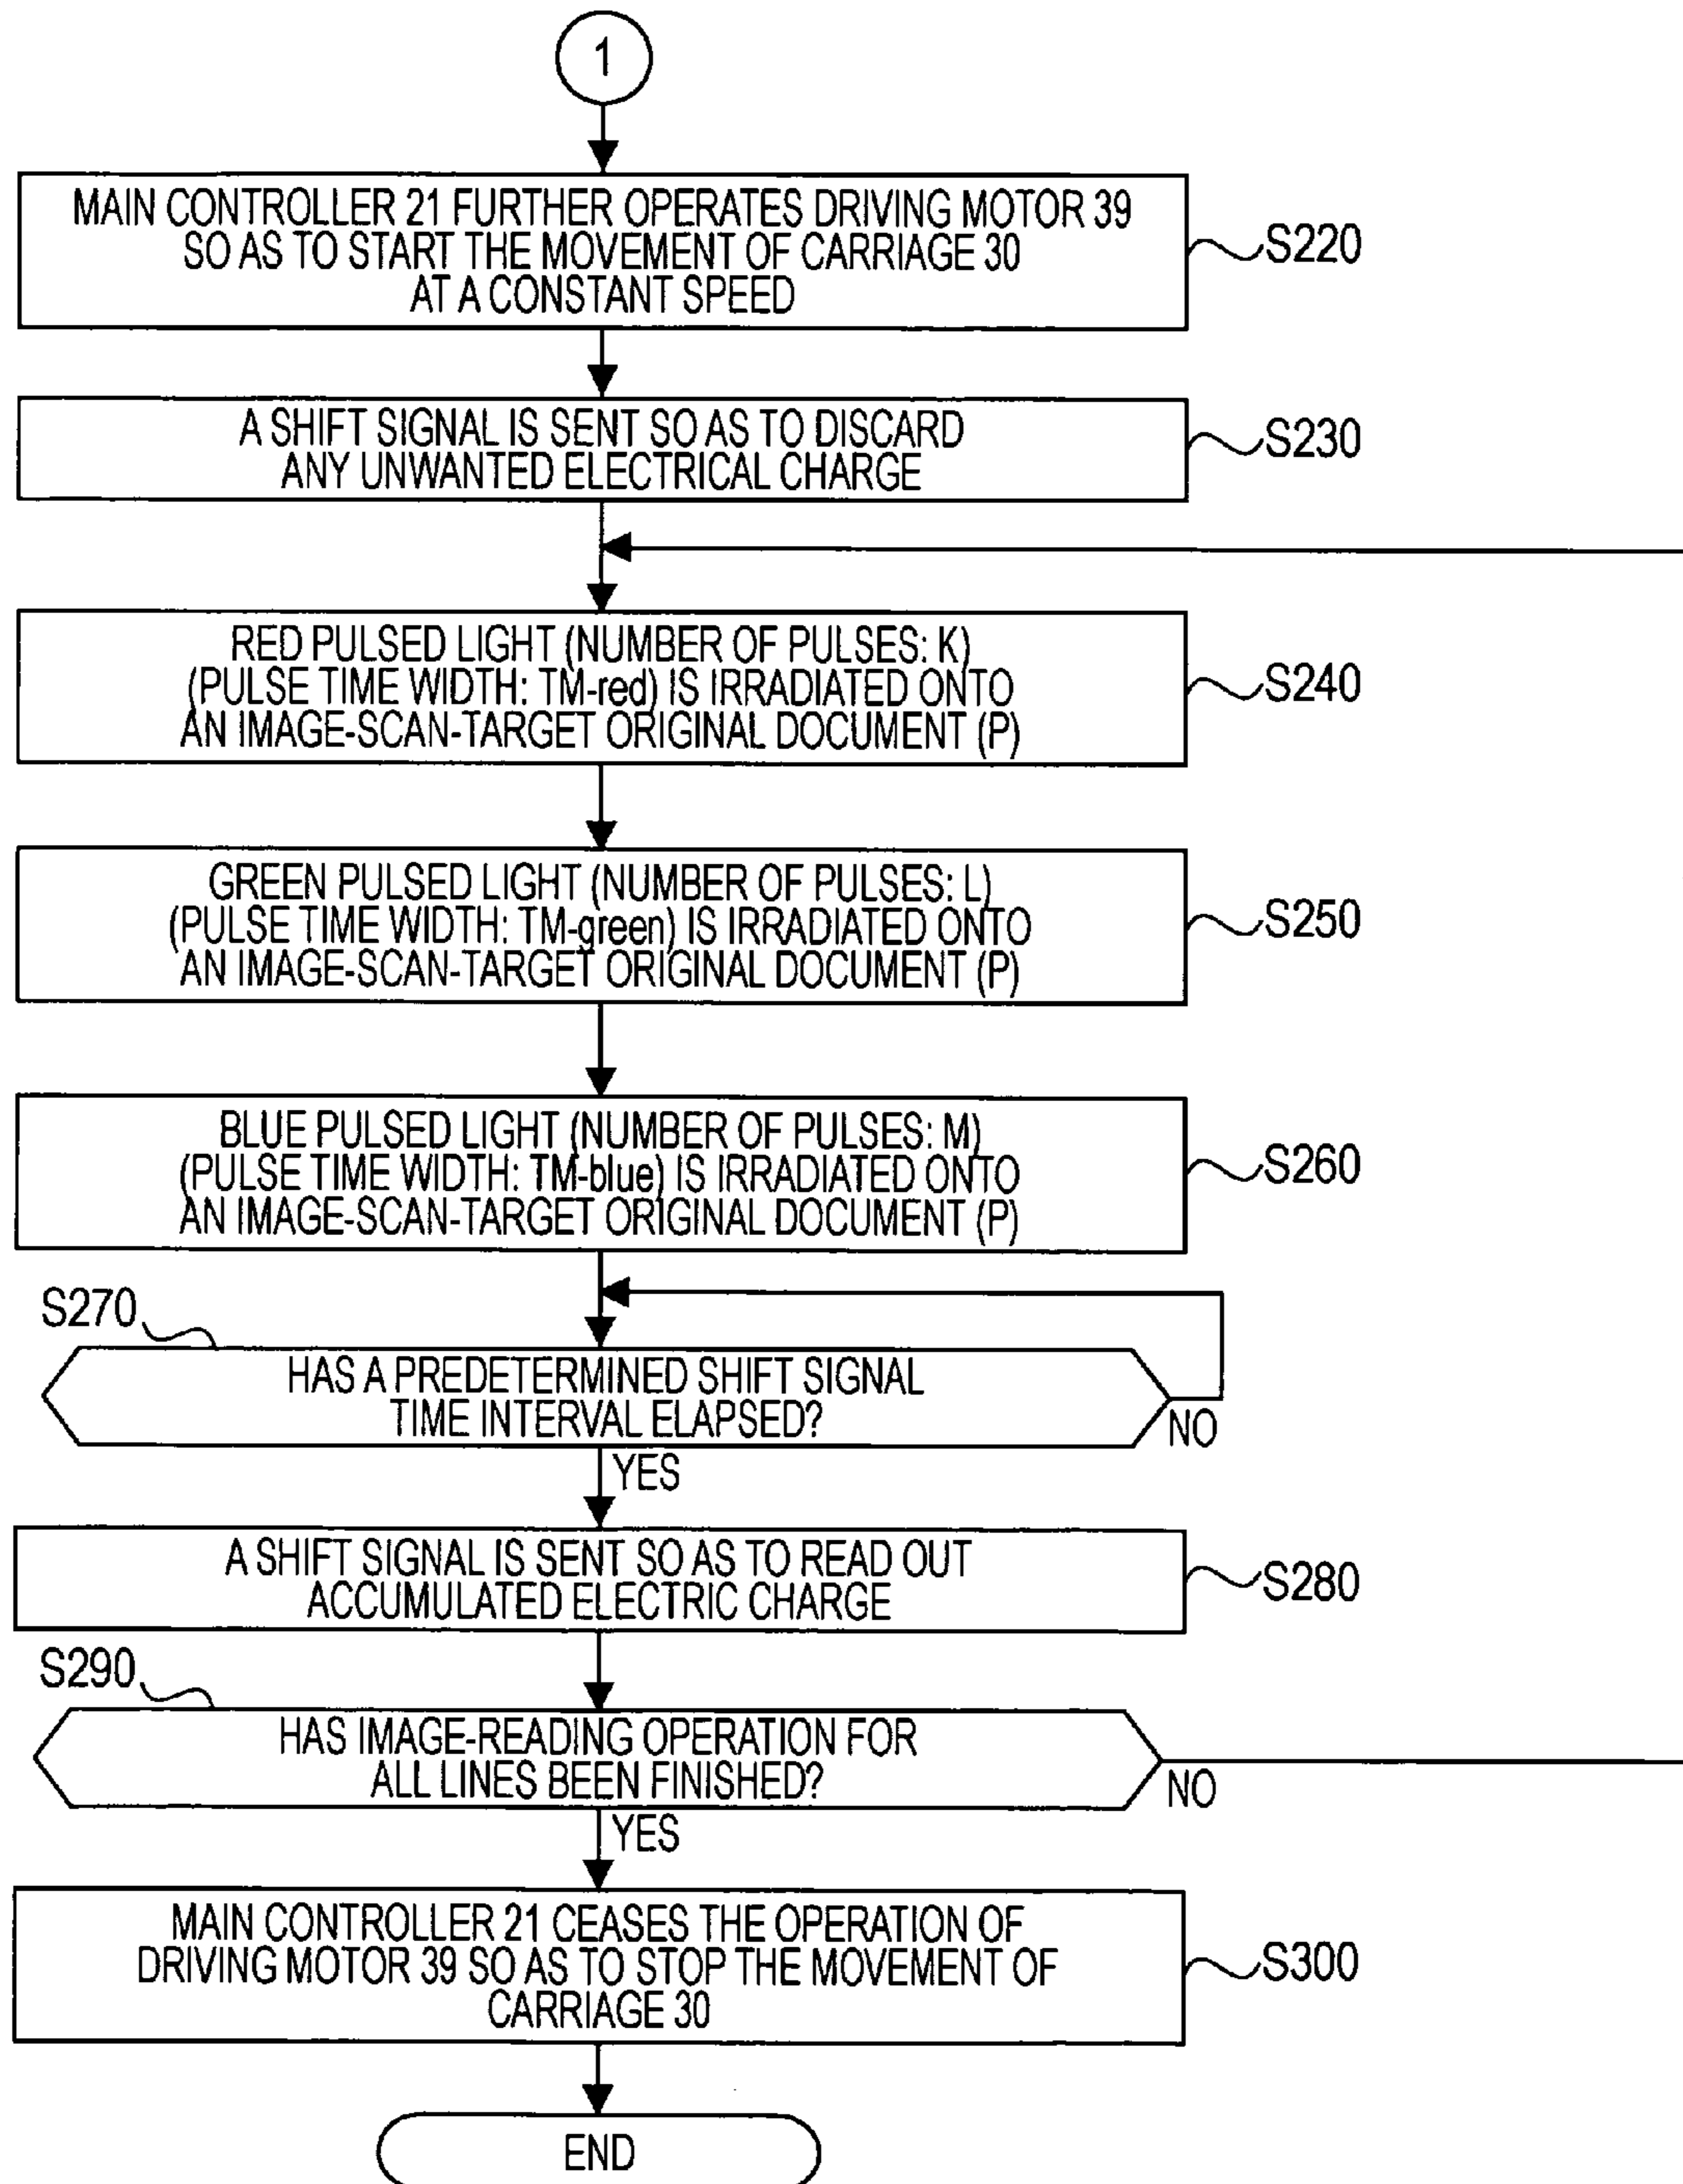 1
MAIN CONTROLLER 21 FURTHER OPERATES DRIVING MOTOR 39
SO AS TO START THE MOVEMENT OF CARRIAGE 30
AT A CONSTANT SPEED
S220
A SHIFT SIGNAL IS SENT SO AS TO DISCARD
ANY UNWANTED ELECTRICAL CHARGE
S230
RED PULSED LIGHT (NUMBER OF PULSES: K)
(PULSE TIME WIDTH: TM-red) IS IRRADIATED ONTO
AN IMAGE-SCAN-TARGET ORIGINAL DOCUMENT (P)
S240
GREEN PULSED LIGHT (NUMBER OF PULSES: L)
(PULSE TIME WIDTH: TM-green) IS IRRADIATED ONTO
AN IMAGE-SCAN-TARGET ORIGINAL DOCUMENT (P)
S250
BLUE PULSED LIGHT (NUMBER OF PULSES: M)
(PULSE TIME WIDTH: TM-blue) IS IRRADIATED ONTO
AN IMAGE-SCAN-TARGET ORIGINAL DOCUMENT (P)
S260
S270
HAS A PREDETERMINED SHIFT SIGNAL
TIME INTERVAL ELAPSED?
NO
YES
A SHIFT SIGNAL IS SENT SO AS TO READ OUT
ACCUMULATED ELECTRIC CHARGE
S280
S290
HAS IMAGE-READING OPERATION FOR
ALL LINES BEEN FINISHED?
NO
YES
MAIN CONTROLLER 21 CEASES THE OPERATION OF
DRIVING MOTOR 39 SO AS TO STOP THE MOVEMENT OF
CARRIAGE 30
S300
END